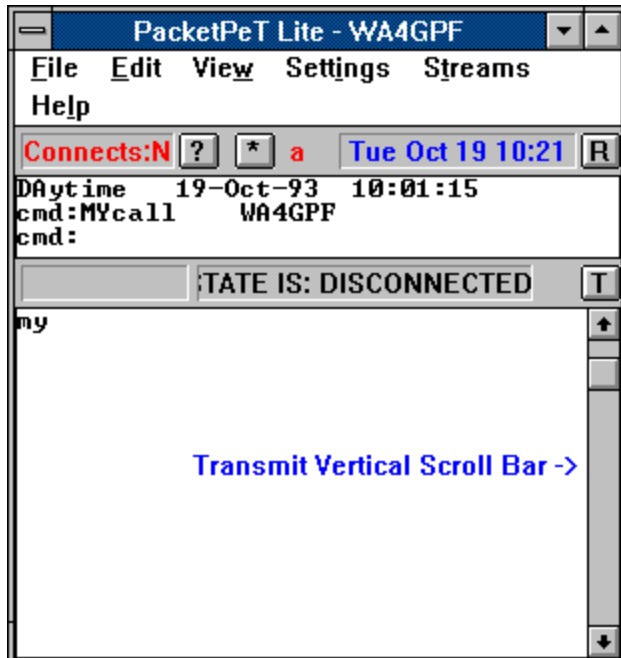 PacketPeT Lite - WA4GPF
File Edit View Settings Streams
Help
Connects:N ? * a Tue Oct 19 10:21 R
DAytime 19-Oct-93 10:01:15
cmd:MYcall WA4GPF
cmd:
TATE IS: DISCONNECTED T
my
Transmit Vertical Scroll Bar ->